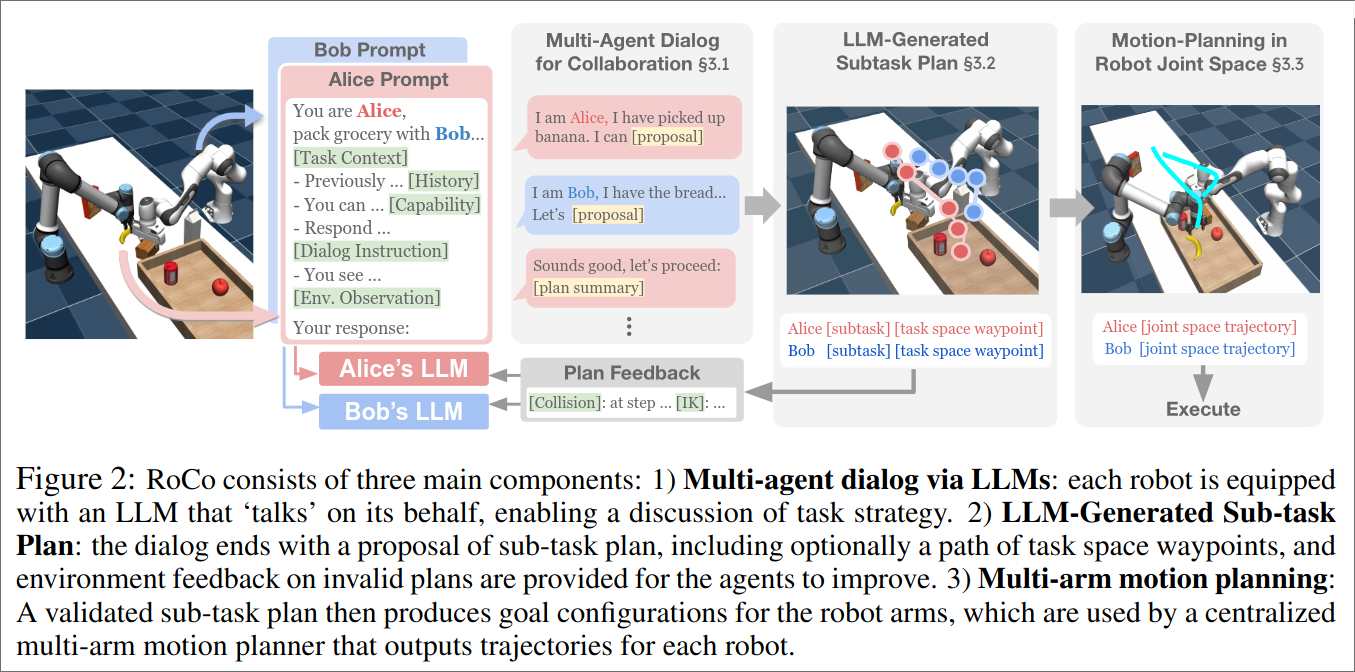 Bob Prompt
Alice Prompt
You are Alice,
pack grocery with Bob...
[Task Context]
- Previously ... [History]
- You can ... [Capability]
- Respond ...
[Dialog Instruction]
- You see ...
[Env. Observation]
Your response:
Alice's LLM
Bob's LLM
Multi-Agent Dialog
for Collaboration §3.1
I am Alice, I have picked up
banana. I can [proposal]
I am Bob, I have the bread...
Let's [proposal]
Sounds good, let's proceed:
[plan summary]
Plan Feedback
[Collision]: at step ... [IK]: ...
LLM-Generated
Subtask Plan §3.2
Alice [subtask] [task space waypoint]
Bob [subtask] [task space waypoint]
Motion-Planning in
Robot Joint Space §3.3
Alice [joint space trajectory]
Bob [joint space trajectory]
Execute
Figure 2: RoCo consists of three main components: 1) Multi-agent dialog via LLMs: each robot is equipped
with an LLM that ‘talks’ on its behalf, enabling a discussion of task strategy. 2) LLM-Generated Sub-task
Plan: the dialog ends with a proposal of sub-task plan, including optionally a path of task space waypoints, and
environment feedback on invalid plans are provided for the agents to improve. 3) Multi-arm motion planning:
A validated sub-task plan then produces goal configurations for the robot arms, which are used by a centralized
multi-arm motion planner that outputs trajectories for each robot.